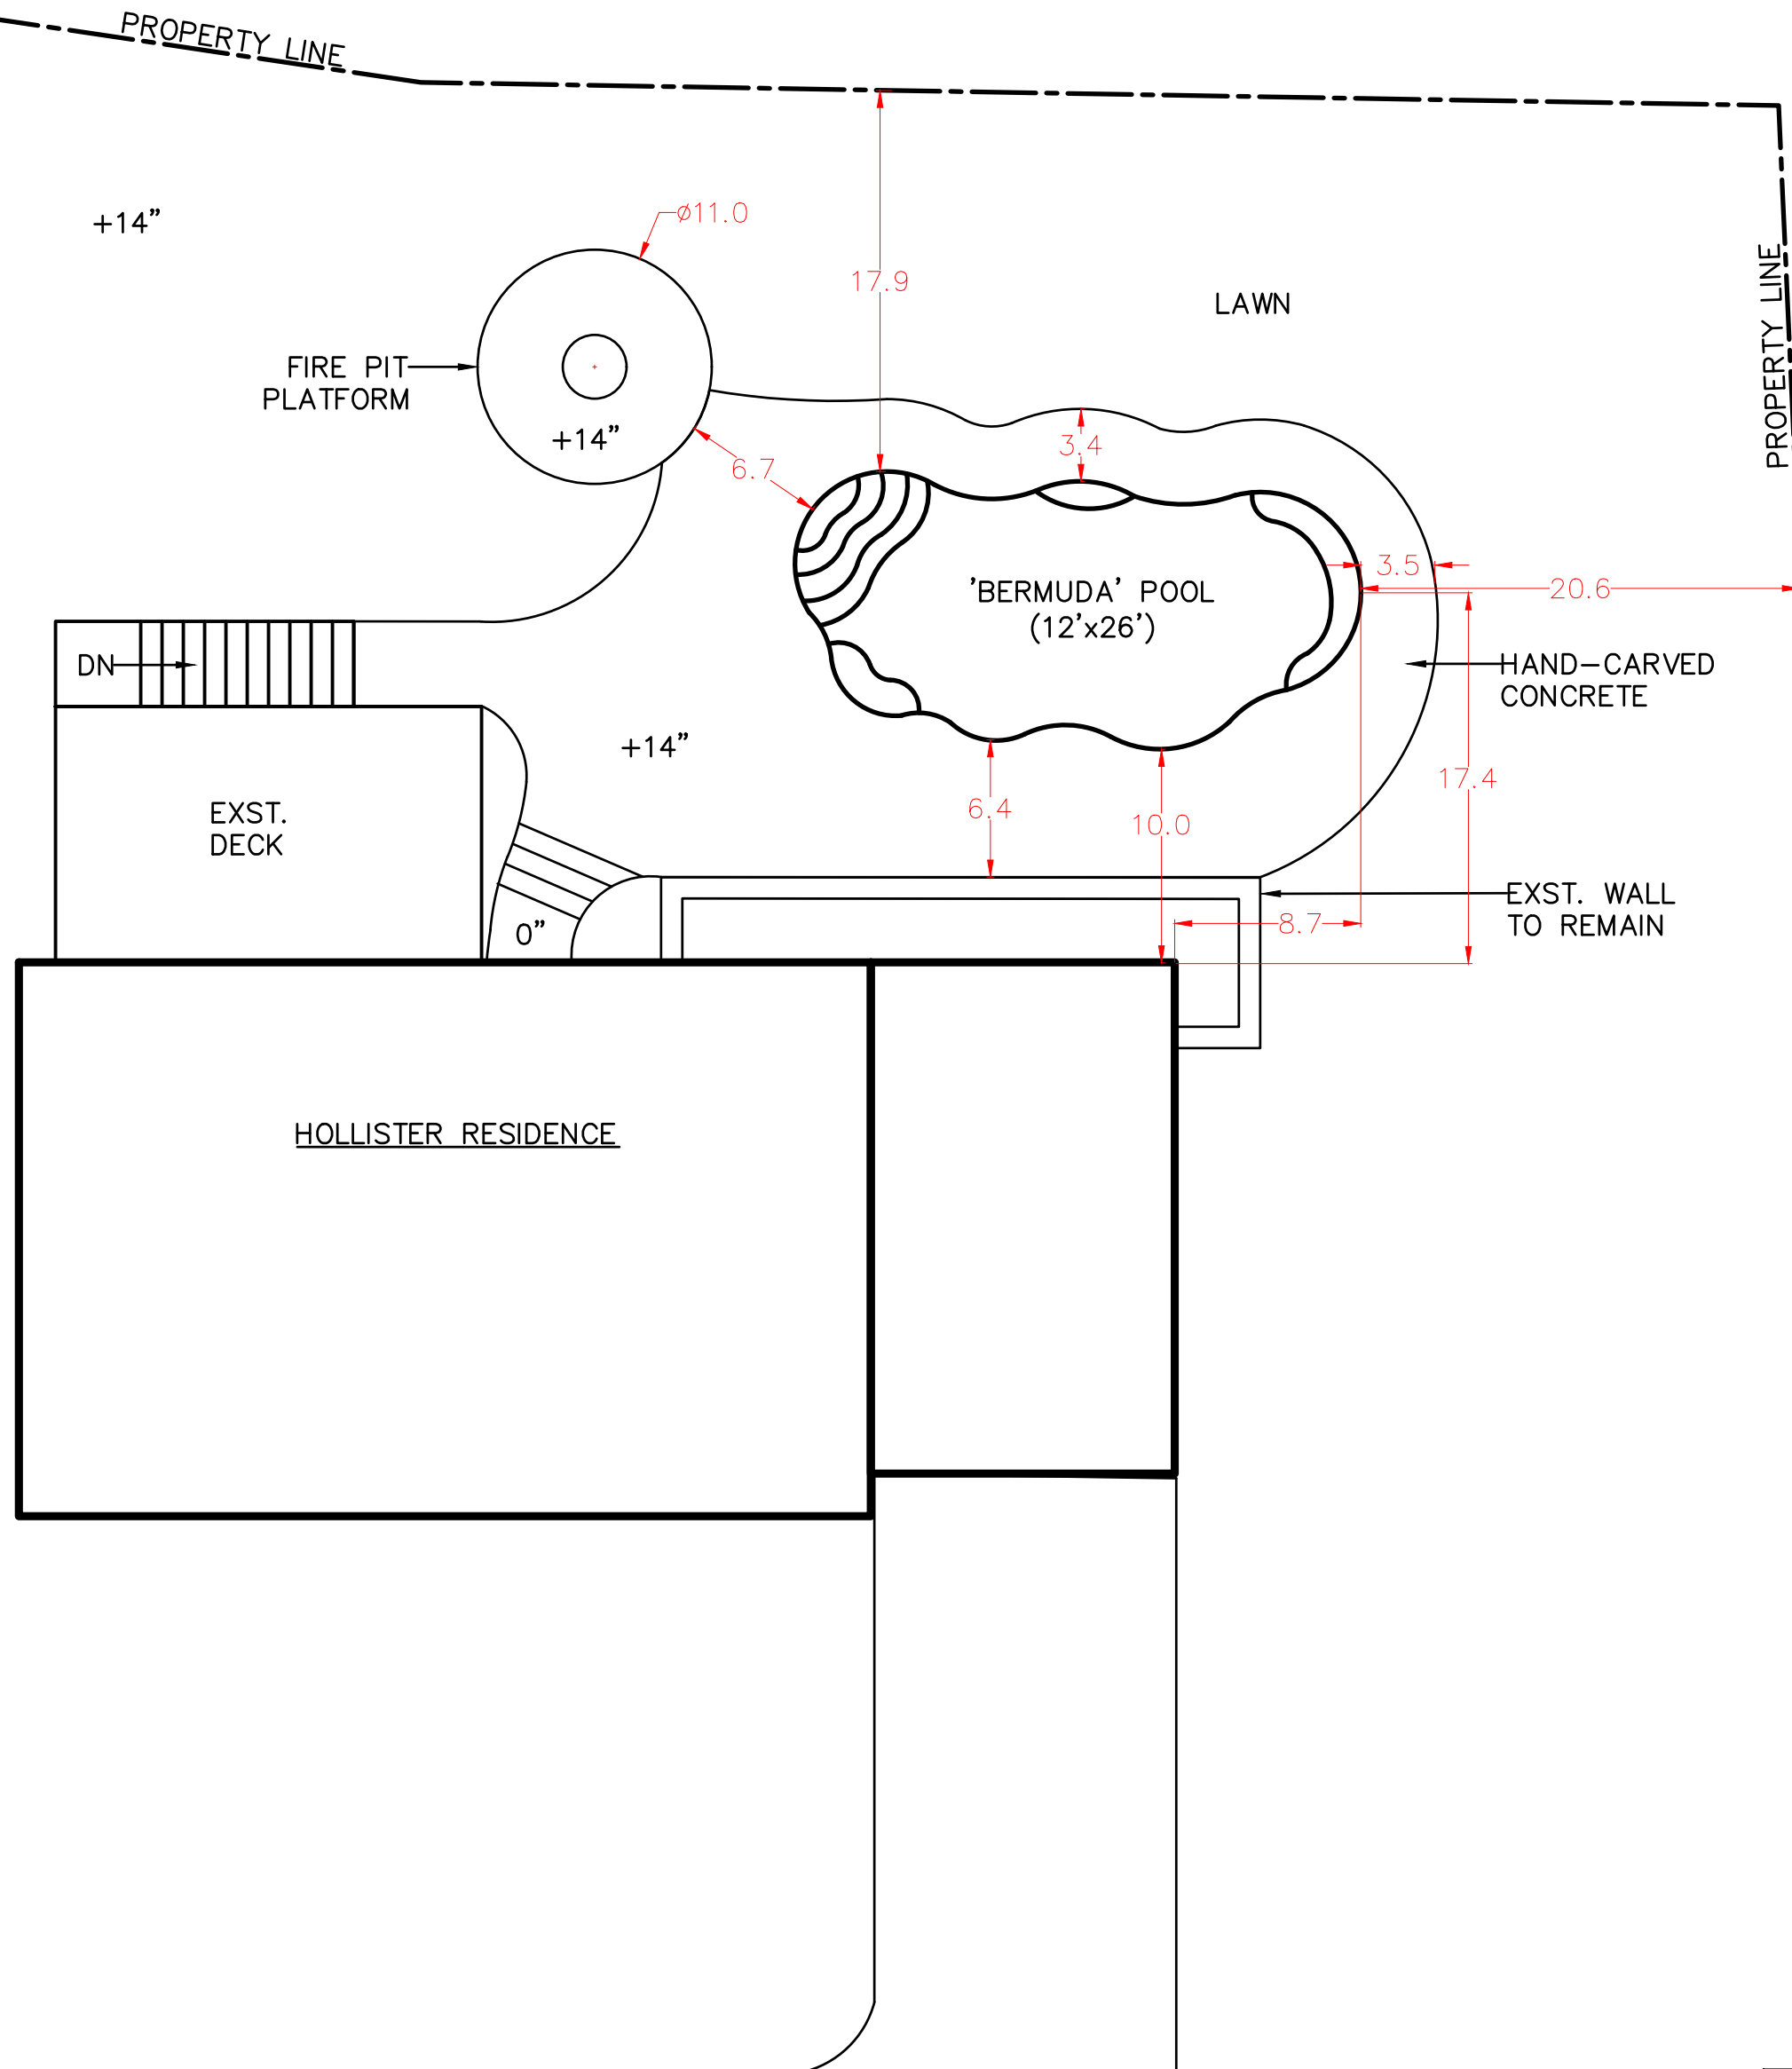 PROPERTY LINE
+14”
ø11.0
17.9
LAWN
PROPERTY LINE
FIRE PIT
PLATFORM
+14”
6.7
3.4
3.5
20.6
'BERMUDA' POOL
(12'x26')
DN
HAND-CARVED
CONCRETE
+14”
17.4
EXST.
DECK
6.4
10.0
EXST. WALL
TO REMAIN
8.7
0”
HOLLISTER RESIDENCE